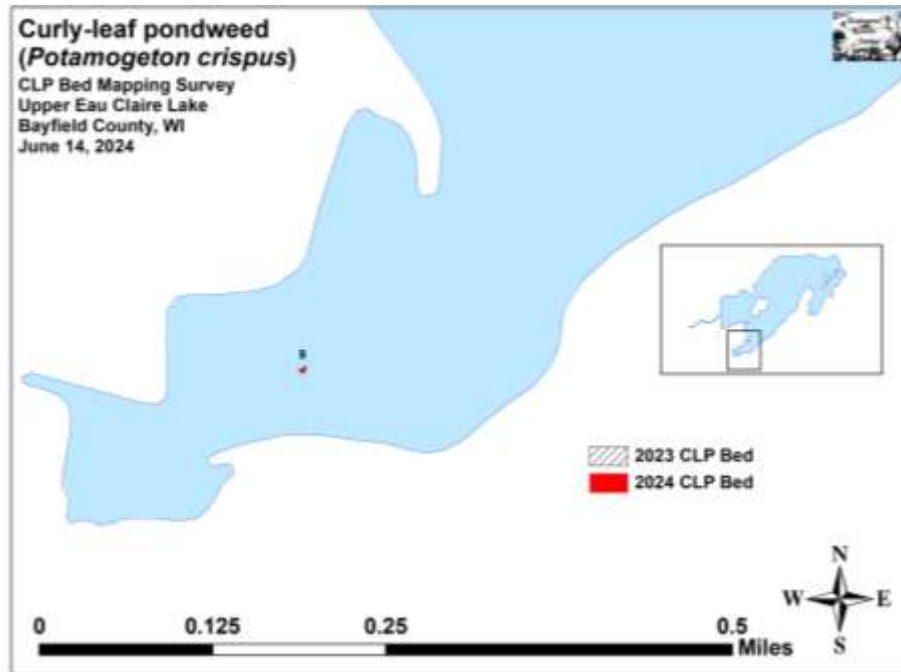 Curly-leaf pondweed
(Potamogeton crispus)
CLP Bed Mapping Survey
Upper Eau Claire Lake
Bayfield County, WI
June 14, 2024
2023 CLP Bed
2024 CLP Bed
N
W E
S
0 0.125 0.25 0.5
Miles